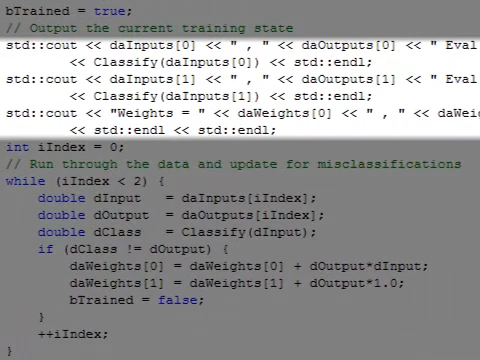 bTrained = true;
// Output the current training state
std::cout << daInputs[0] << " , " << daOutputs[0] << " Eval
<< Classify(daInputs[0]) << std::endl;
std::cout << daInputs[1] << " , " << daOutputs[1] << " Eval
<< Classify(daInputs[1]) << std::endl;
std::cout << "Weights = " << daWeights[0] << " , " << daWei
<< std::endl << std::endl;
int iIndex = 0;
// Run through the data and update for misclassifications
while (iIndex < 2) {
double dInput = daInputs[iIndex];
double dOutput = daOutputs[iIndex];
double dClass = Classify(dInput);
if (dClass != dOutput) {
daWeights[0] = daWeights[0] + dOutput*dInput;
daWeights[1] = daWeights[1] + dOutput*1.0;
bTrained = false;
}
++iIndex;
}